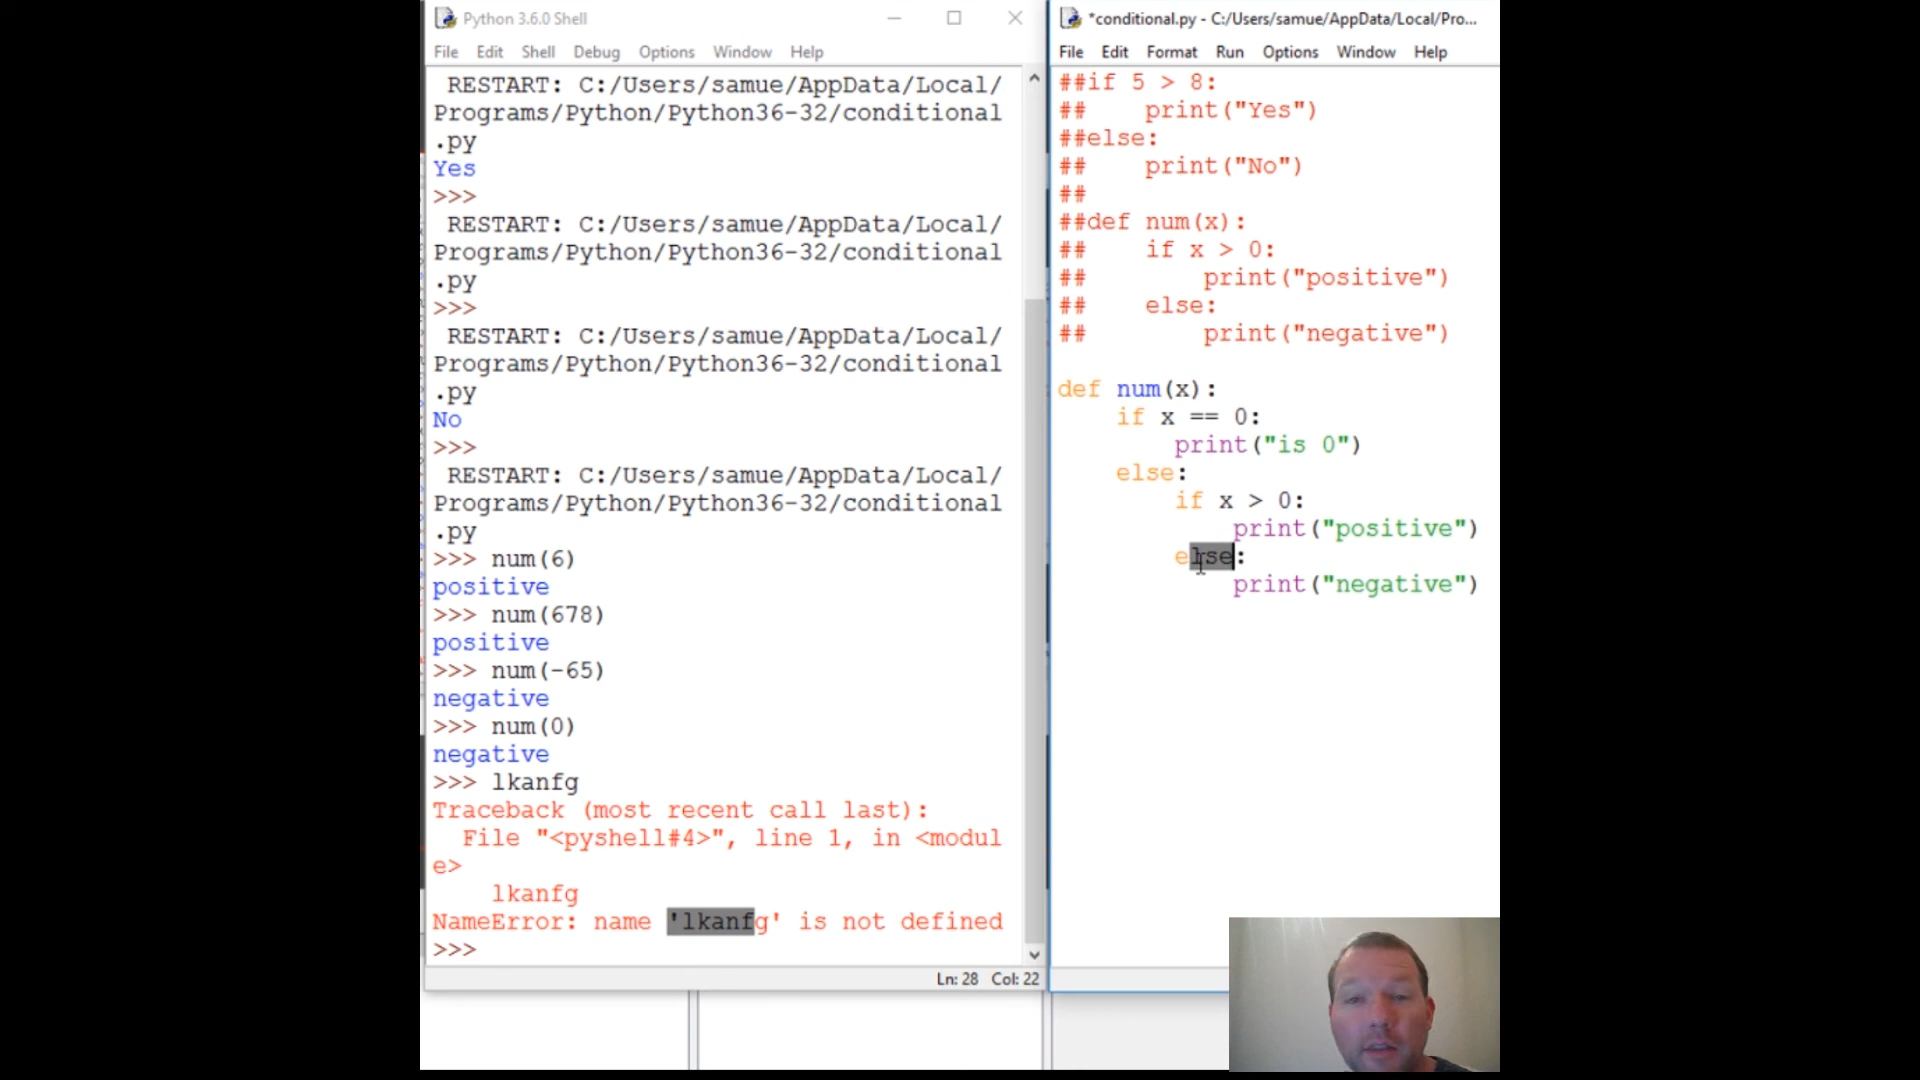 Python 3.6.0 Shell
File Edit Shell Debug Options Window Help
RESTART: C:/Users/samue/AppData/Local/
Programs/Python/Python36-32/conditional
.py
Yes
>>>
RESTART: C:/Users/samue/AppData/Local/
Programs/Python/Python36-32/conditional
.py
>>>
RESTART: C:/Users/samue/AppData/Local/
Programs/Python/Python36-32/conditional
.py
No
>>>
RESTART: C:/Users/samue/AppData/Local/
Programs/Python/Python36-32/conditional
.py
>>> num(6)
positive
>>> num(678)
positive
>>> num(-65)
negative
>>> num(0)
negative
>>> lkanfg
Traceback (most recent call last):
  File "<pyshell#4>", line 1, in <modul
e>
    lkanfg
NameError: name 'lkanfg' is not defined
>>>
Ln: 28 Col: 22
*conditional.py - C:/Users/samue/AppData/Local/Pro...
File Edit Format Run Options Window Help
##if 5 > 8:
##    print("Yes")
##else:
##    print("No")
##
##def num(x):
##    if x > 0:
##        print("positive")
##    else:
##        print("negative")
def num(x):
    if x == 0:
        print("is 0")
    else:
        if x > 0:
            print("positive")
        else:
            print("negative")